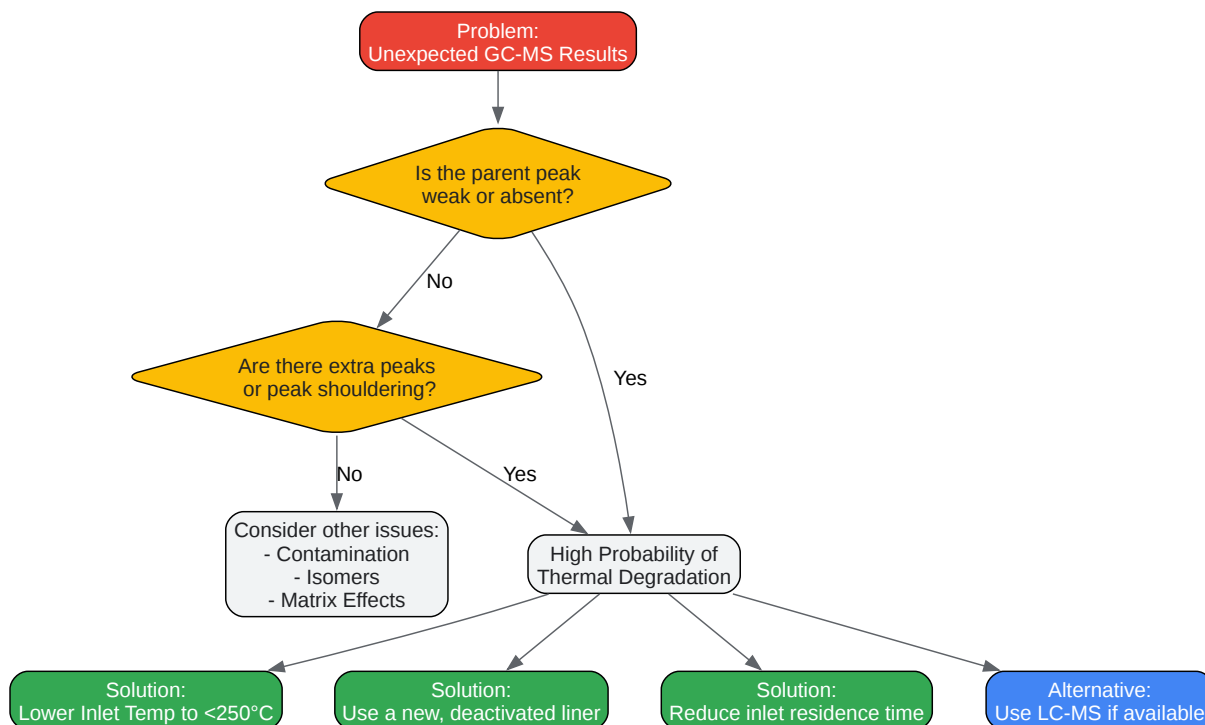 Problem:
Unexpected GC-MS Results
Is the parent peak
weak or absent?
No
Yes
Are there extra peaks
or peak shouldering?
No
Yes
Consider other issues:
- Contamination
- Isomers
- Matrix Effects
High Probability of
Thermal Degradation
Solution:
Lower Inlet Temp to <250°C
Solution:
Use a new, deactivated liner
Solution:
Reduce inlet residence time
Alternative:
Use LC-MS if available